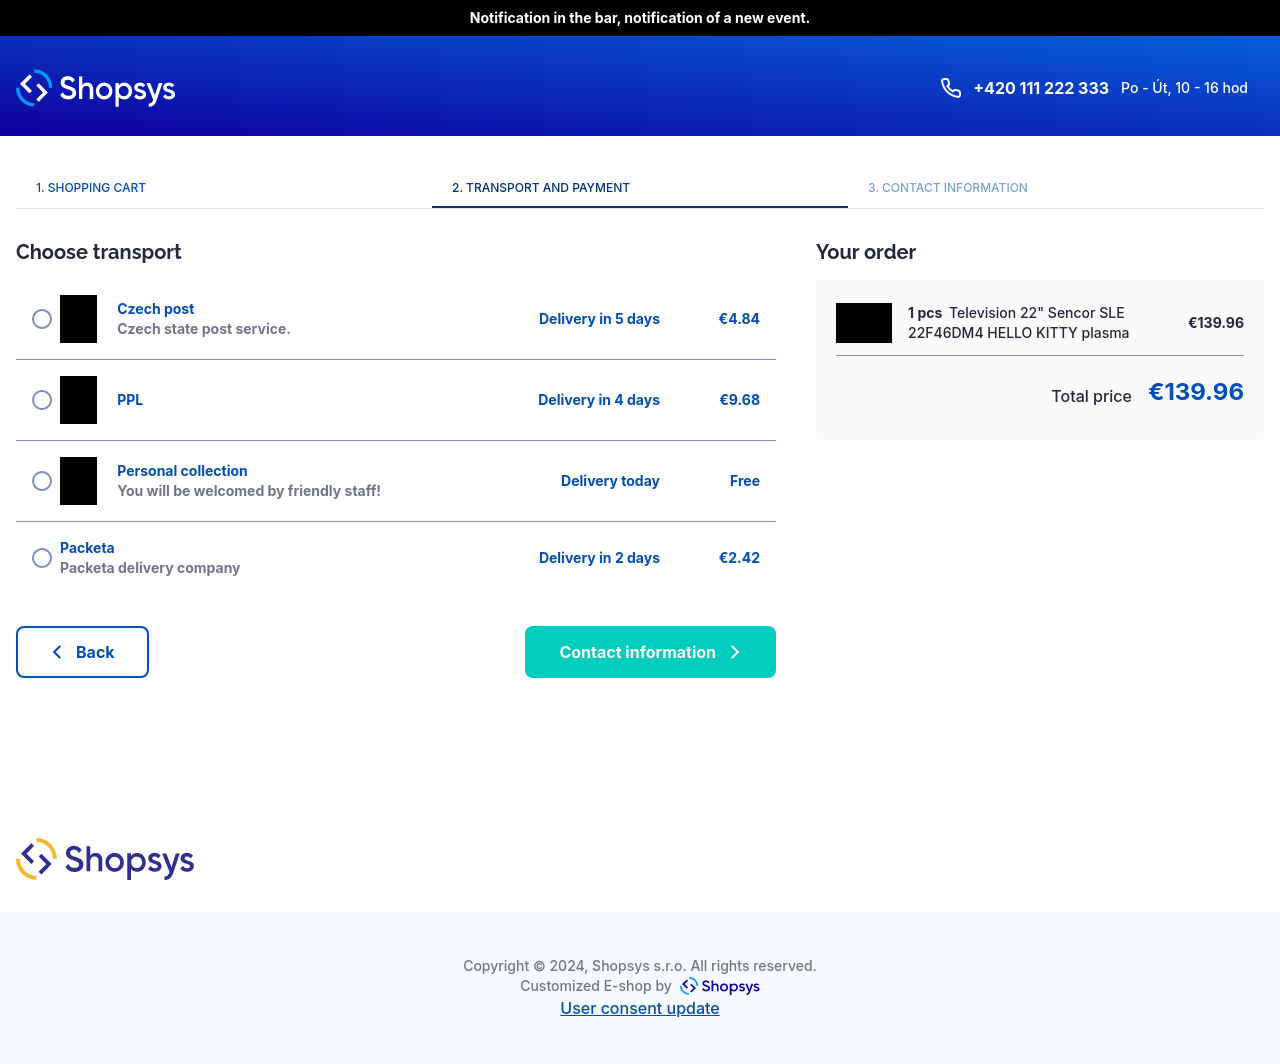 Notification in the bar, notification of a new event.
Shopsys
+420 111 222 333 Po - Út, 10 - 16 hod
1. SHOPPING CART
2. TRANSPORT AND PAYMENT
3. CONTACT INFORMATION
Choose transport
Czech post
Czech state post service.
Delivery in 5 days
€4.84
PPL
Delivery in 4 days
€9.68
Personal collection
You will be welcomed by friendly staff!
Delivery today
Free
Packeta
Packeta delivery company
Delivery in 2 days
€2.42
Back
Contact information
Your order
1 pcs Television 22" Sencor SLE
22F46DM4 HELLO KITTY plasma
€139.96
Total price €139.96
Shopsys
Copyright © 2024, Shopsys s.r.o. All rights reserved.
Customized E-shop by Shopsys
User consent update